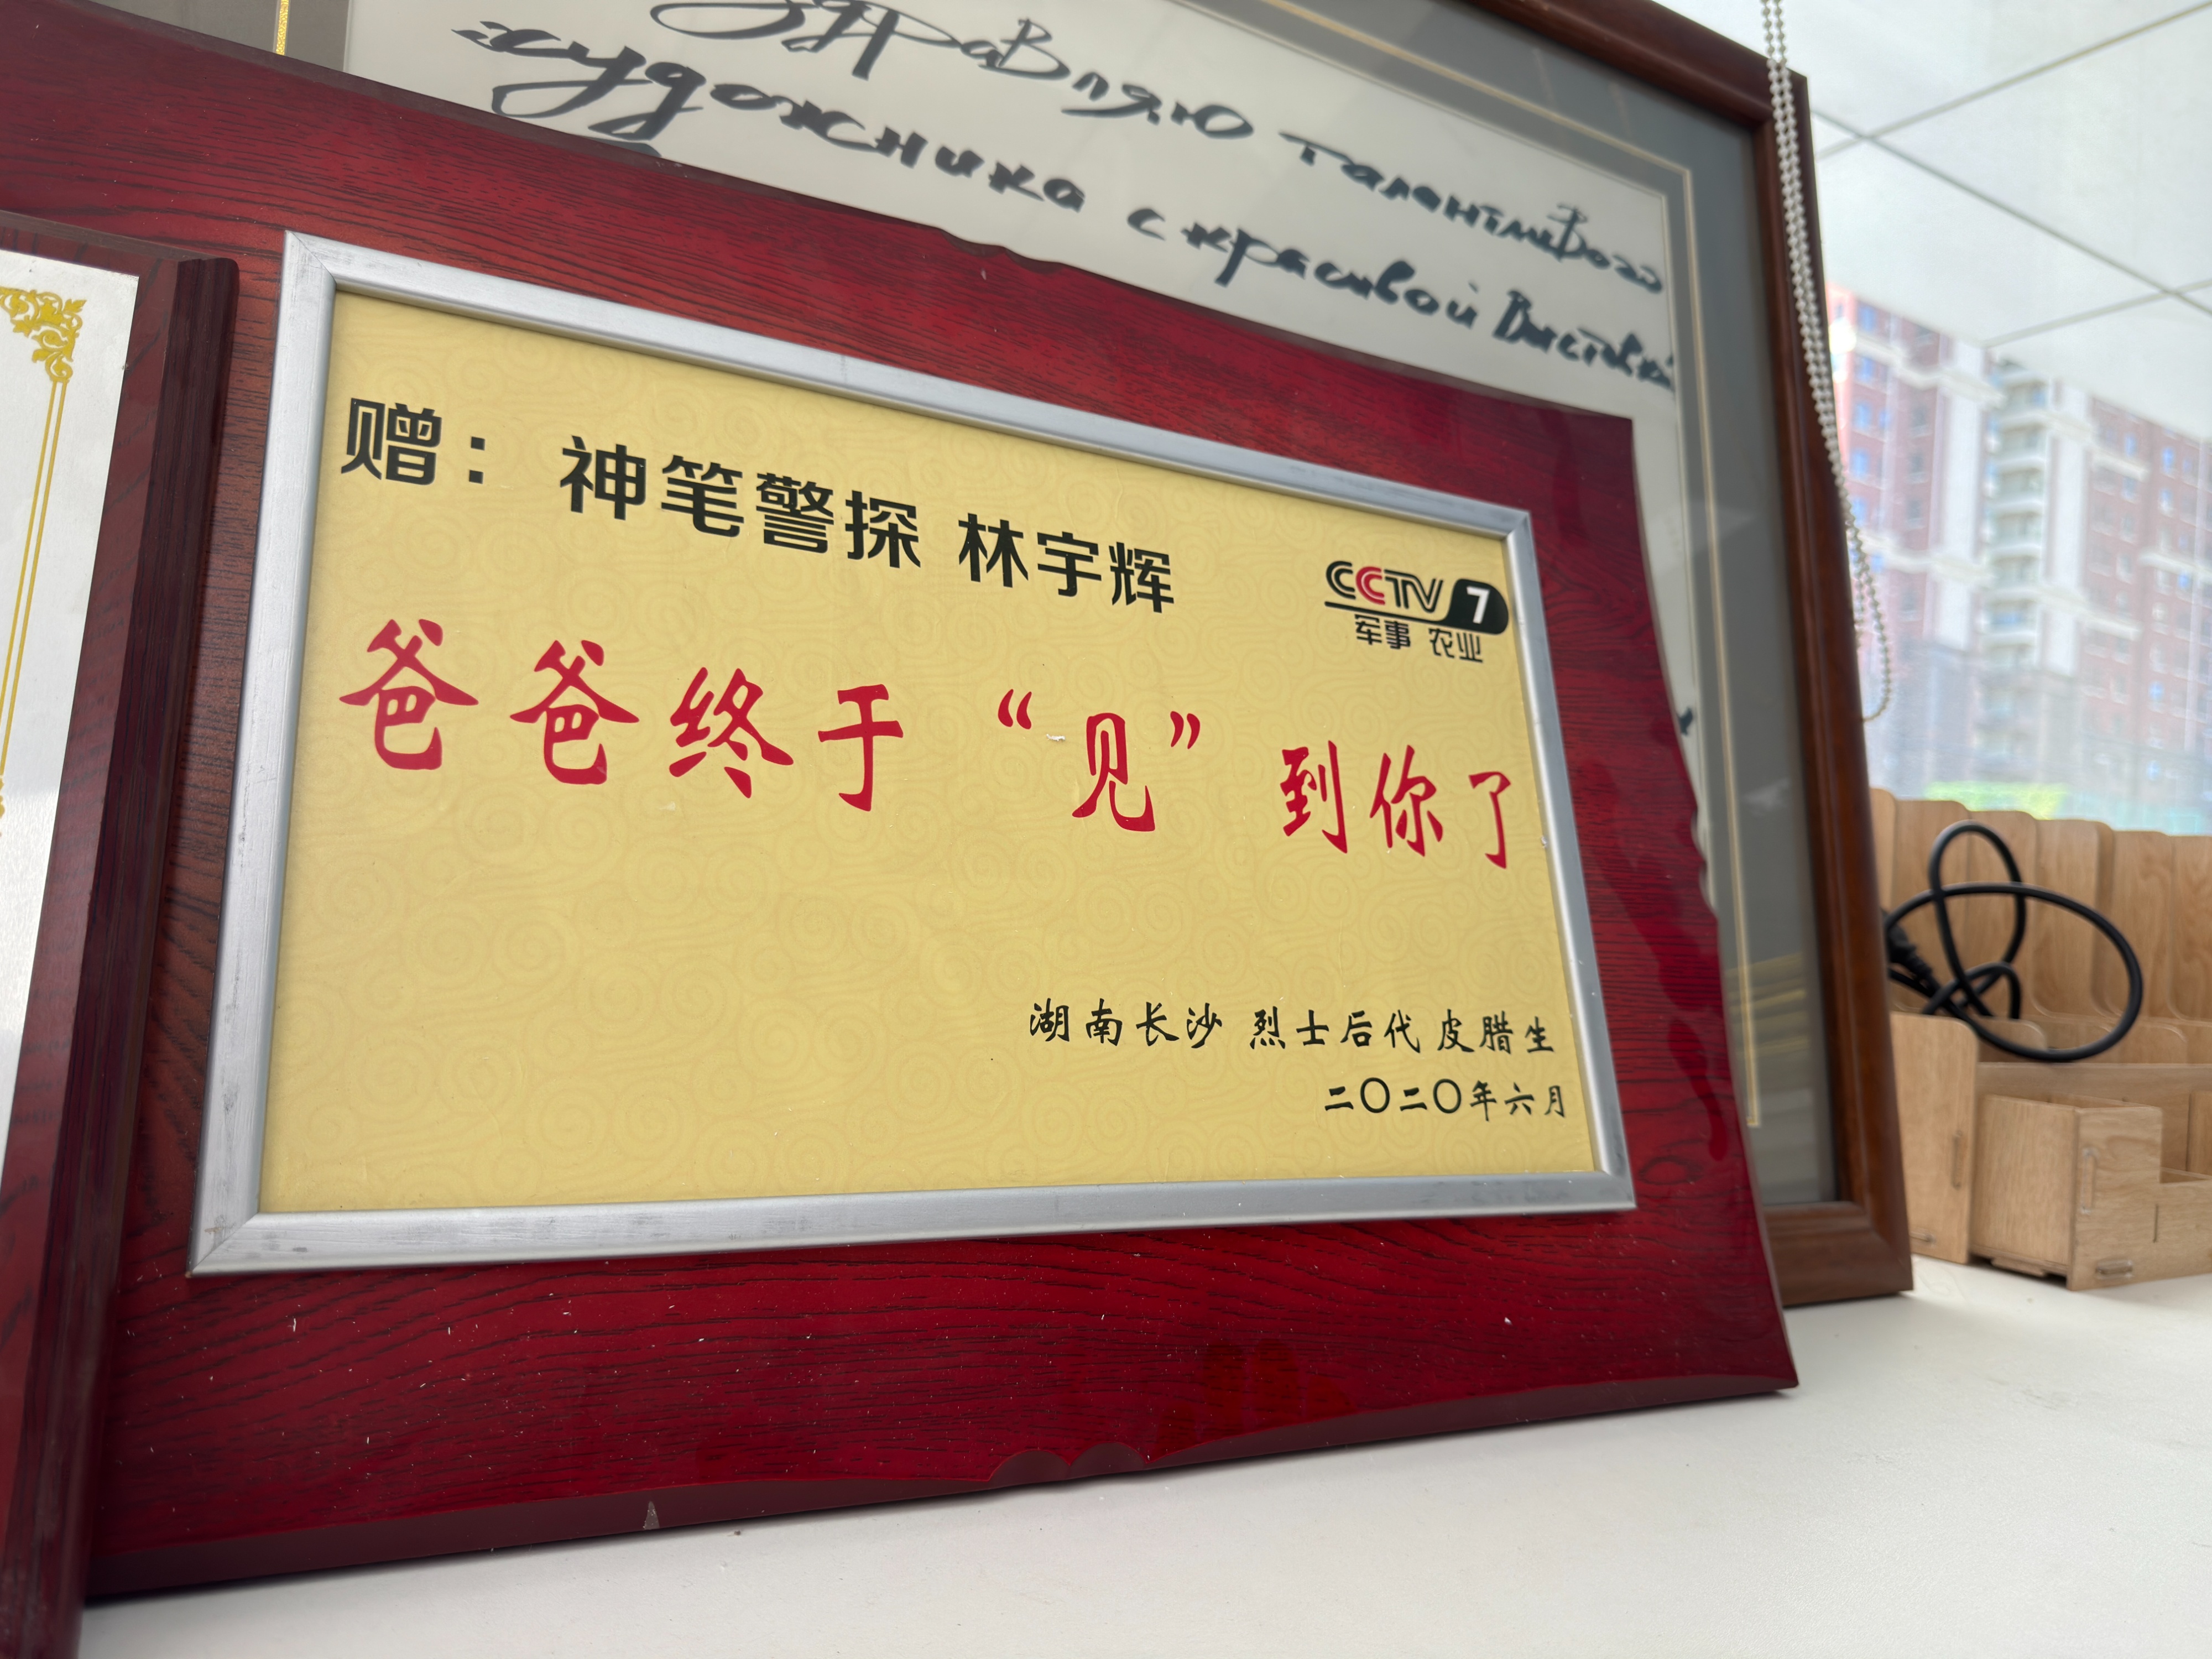 здравляю талантливого
художника с красивой
赠：神笔警探 林宇辉
CCTV 7
军事 农业
爸爸终于“见”到你了
湖南长沙 烈士后代 皮腊生
二〇二〇年六月